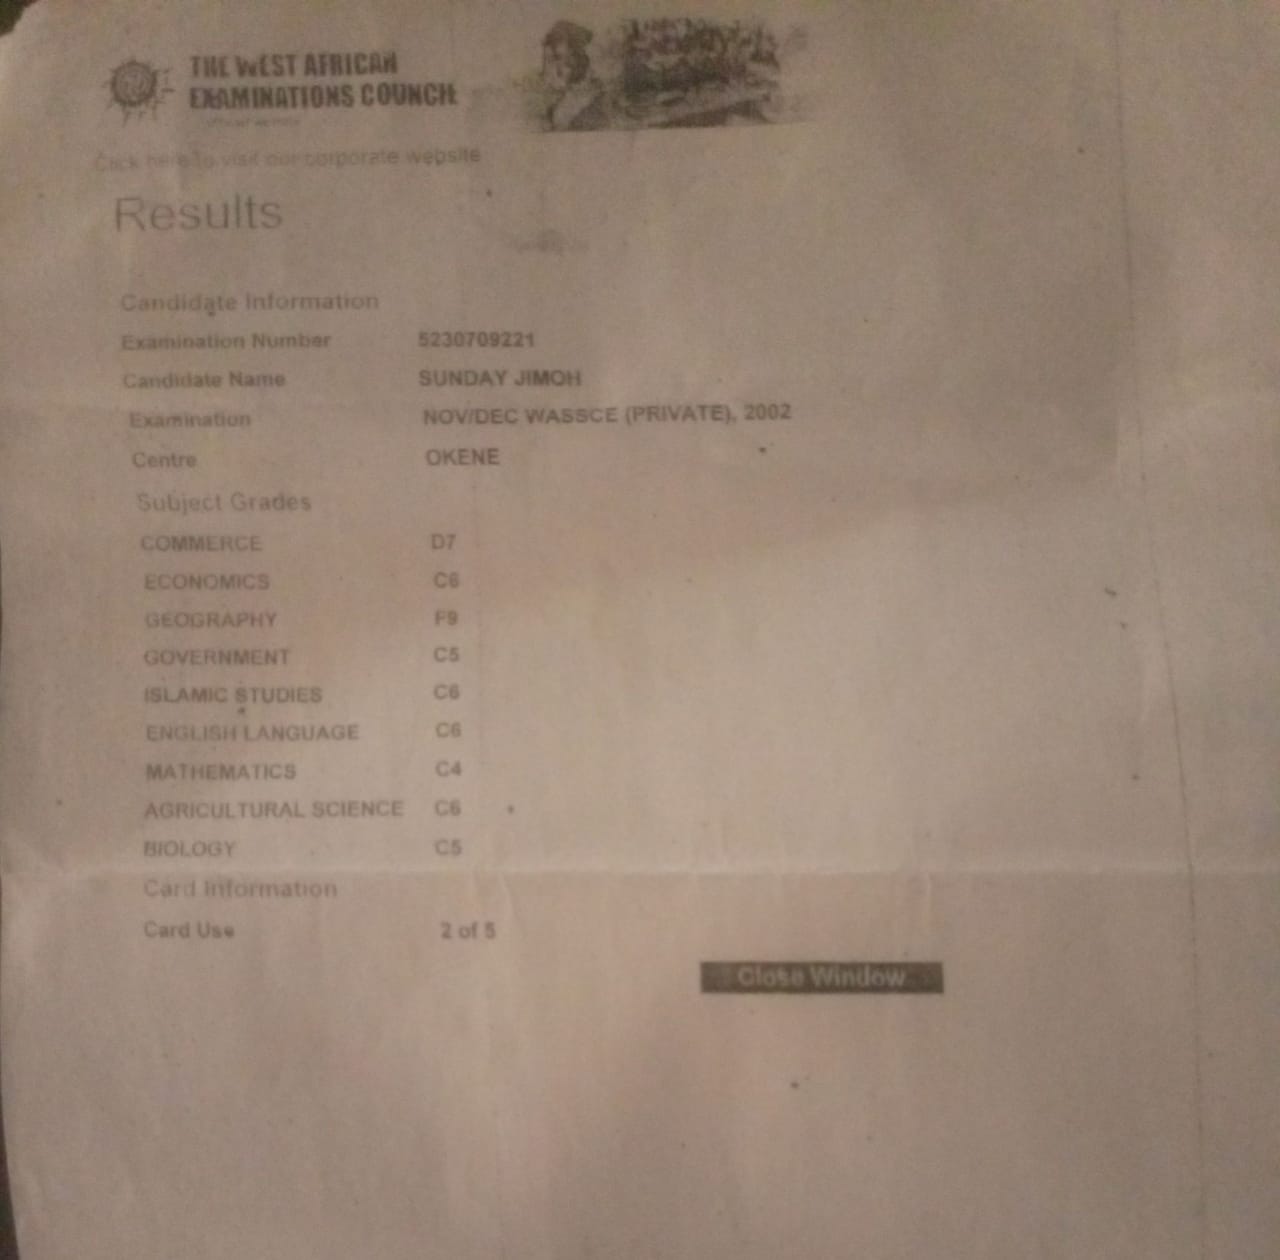 THE WEST AFRICAN
EXAMINATIONS COUNCIL
Click here To visit our corporate website
Results
Candidate Information
Examination Number 5230709221
Candidate Name SUNDAY JIMOH
Examination NOV/DEC WASSCE (PRIVATE), 2002
Centre OKENE
Subject Grades
COMMERCE D7
ECONOMICS C6
GEOGRAPHY F9
GOVERNMENT C5
ISLAMIC STUDIES C6
ENGLISH LANGUAGE C6
MATHEMATICS C4
AGRICULTURAL SCIENCE C6
BIOLOGY C5
Card Information
Card Use 2 of 5
Close Window